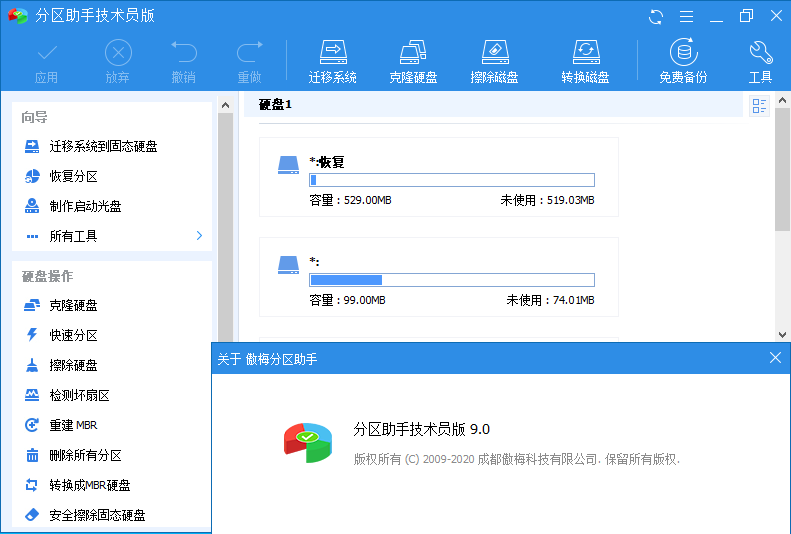 分区助手技术员版
应用 放弃 撤销 重做 迁移系统 克隆硬盘 擦除磁盘 转换磁盘 免费备份 工具
向导
迁移系统到固态硬盘
恢复分区
制作启动光盘
所有工具
硬盘操作
克隆硬盘
快速分区
擦除硬盘
检测坏扇区
重建 MBR
删除所有分区
转换成MBR硬盘
安全擦除固态硬盘
硬盘1
*:恢复
容量 : 529.00MB 未使用 : 519.03MB
*:
容量 : 99.00MB 未使用 : 74.01MB
关于 傲梅分区助手
分区助手技术员版 9.0
版权所有 (C) 2009-2020 成都傲梅科技有限公司. 保留所有版权.